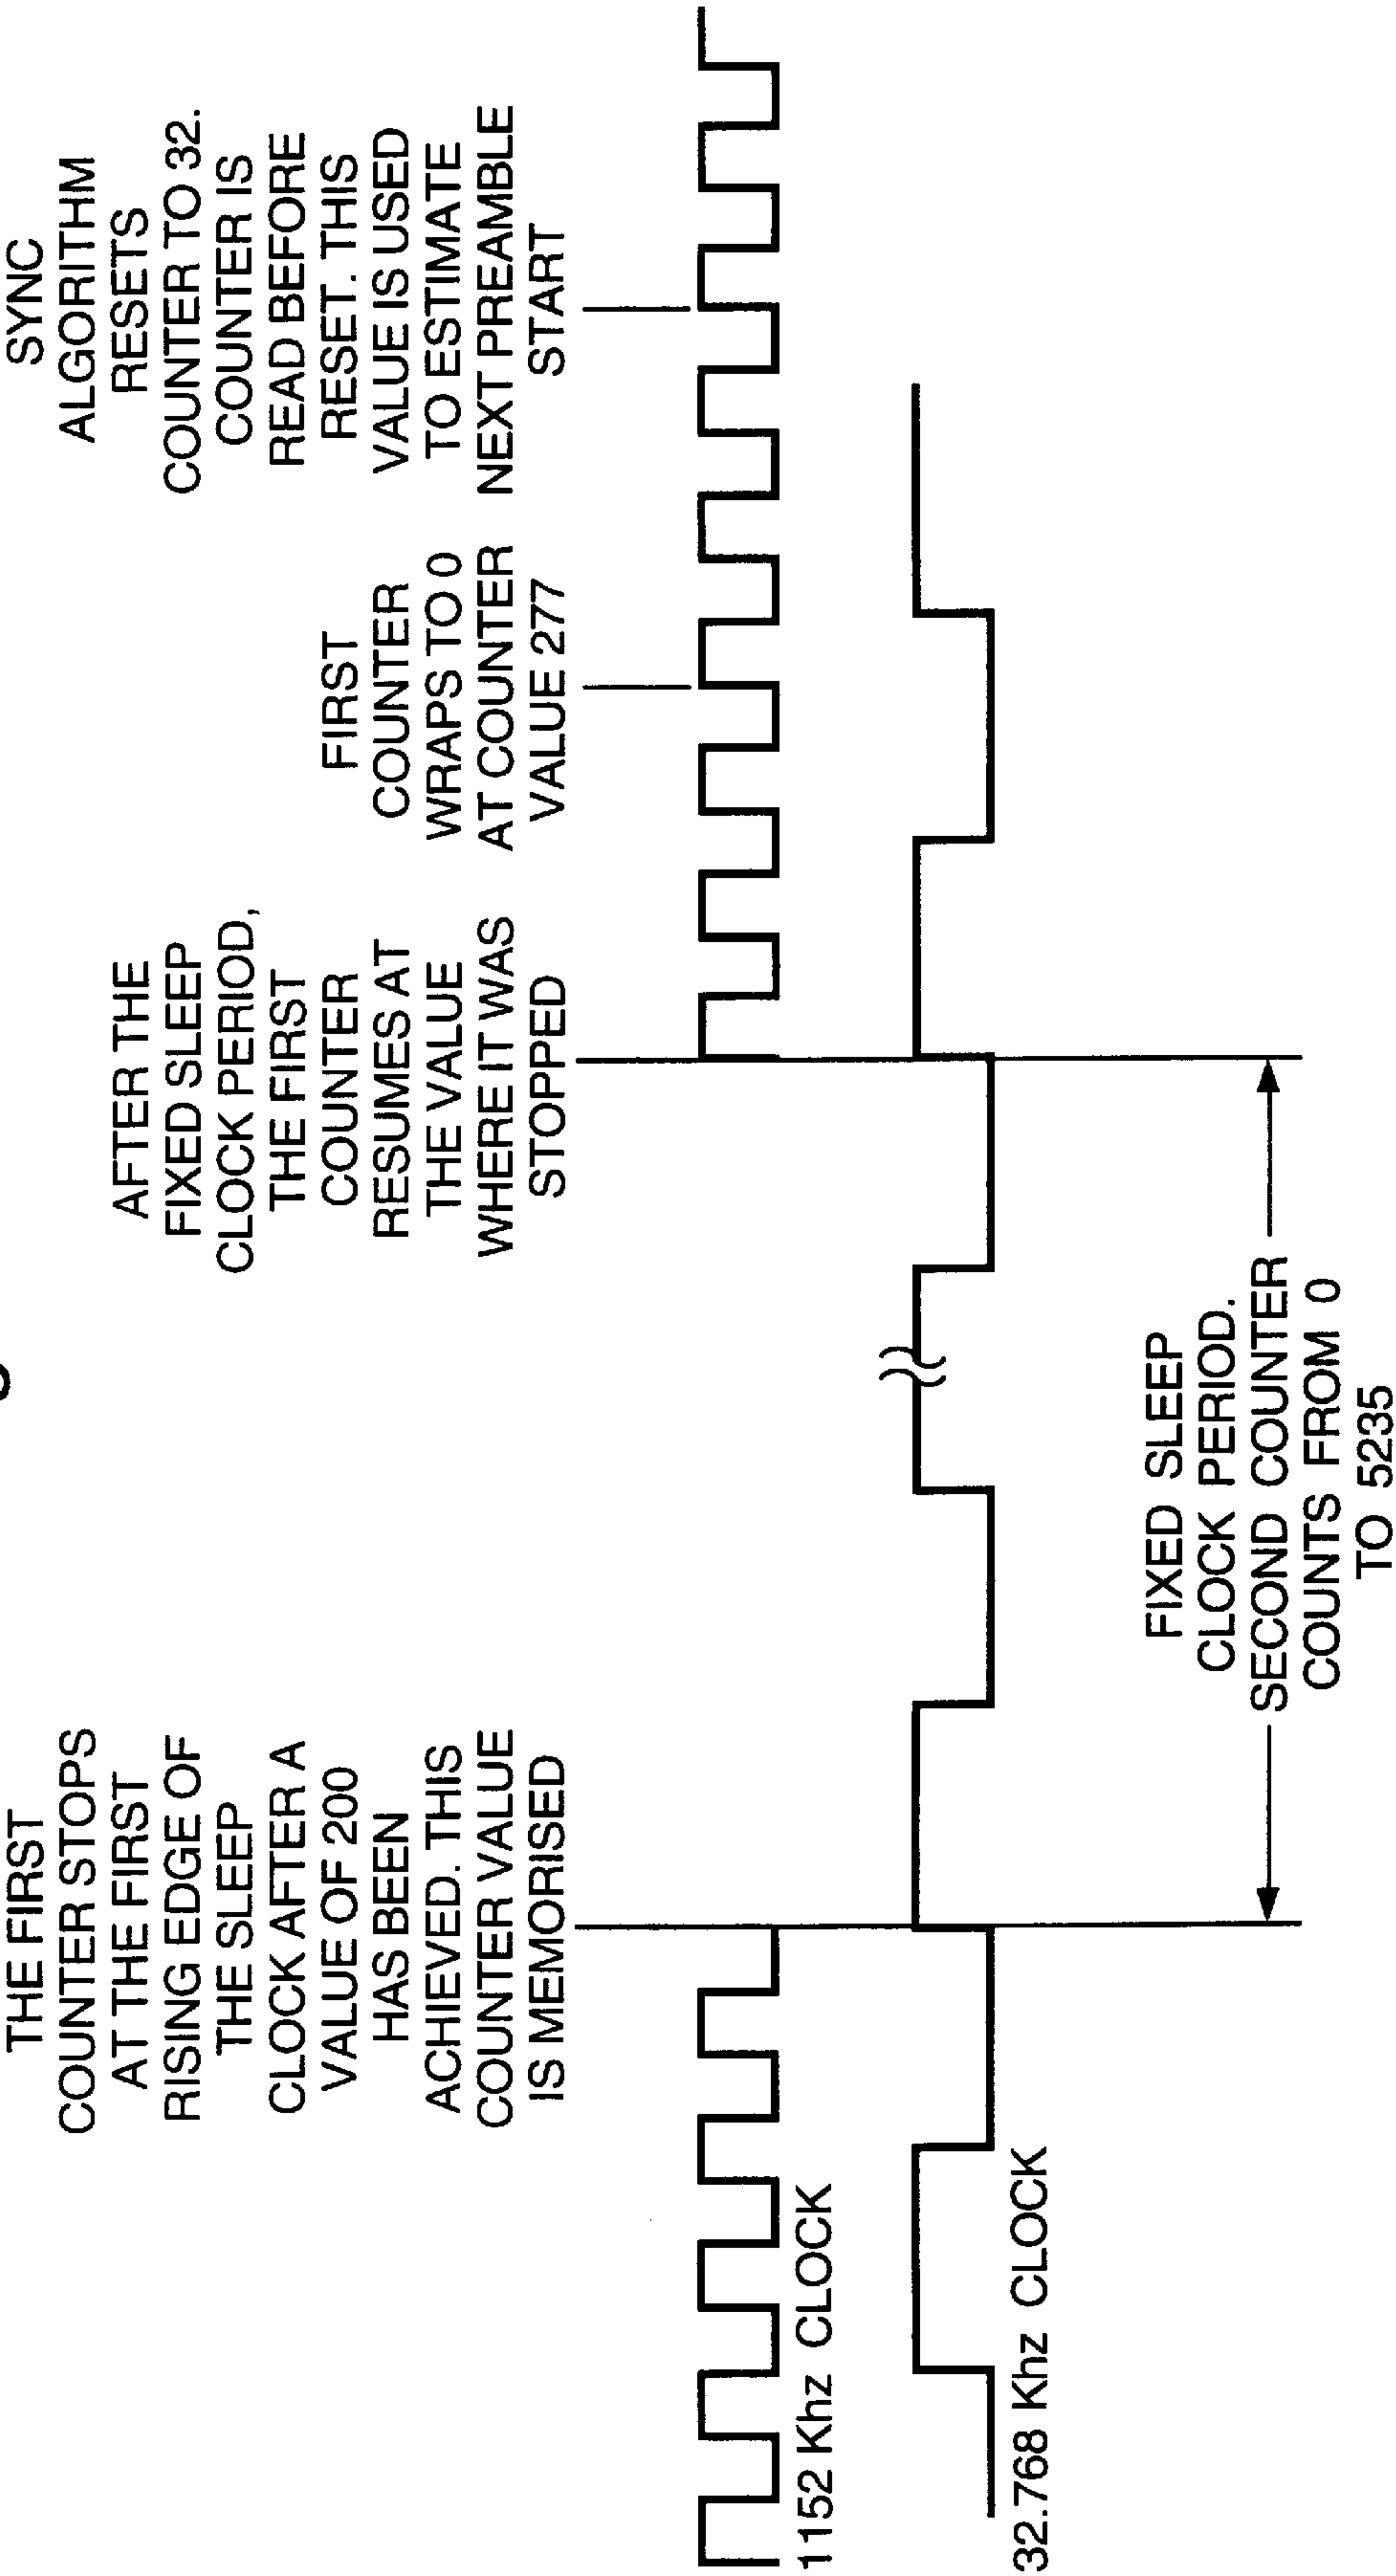 THE FIRST
COUNTER STOPS
AT THE FIRST
RISING EDGE OF
THE SLEEP
CLOCK AFTER A
VALUE OF 200
HAS BEEN
ACHIEVED. THIS
COUNTER VALUE
IS MEMORISED
AFTER THE
FIXED SLEEP
CLOCK PERIOD,
THE FIRST
COUNTER
RESUMES AT
THE VALUE
WHERE IT WAS
STOPPED
FIRST
COUNTER
WRAPS TO 0
AT COUNTER
VALUE 277
SYNC
ALGORITHM
RESETS
COUNTER TO 32.
COUNTER IS
READ BEFORE
RESET. THIS
VALUE IS USED
TO ESTIMATE
NEXT PREAMBLE
START
1152 Khz CLOCK
32.768 Khz CLOCK
FIXED SLEEP
CLOCK PERIOD.
SECOND COUNTER
COUNTS FROM 0
TO 5235